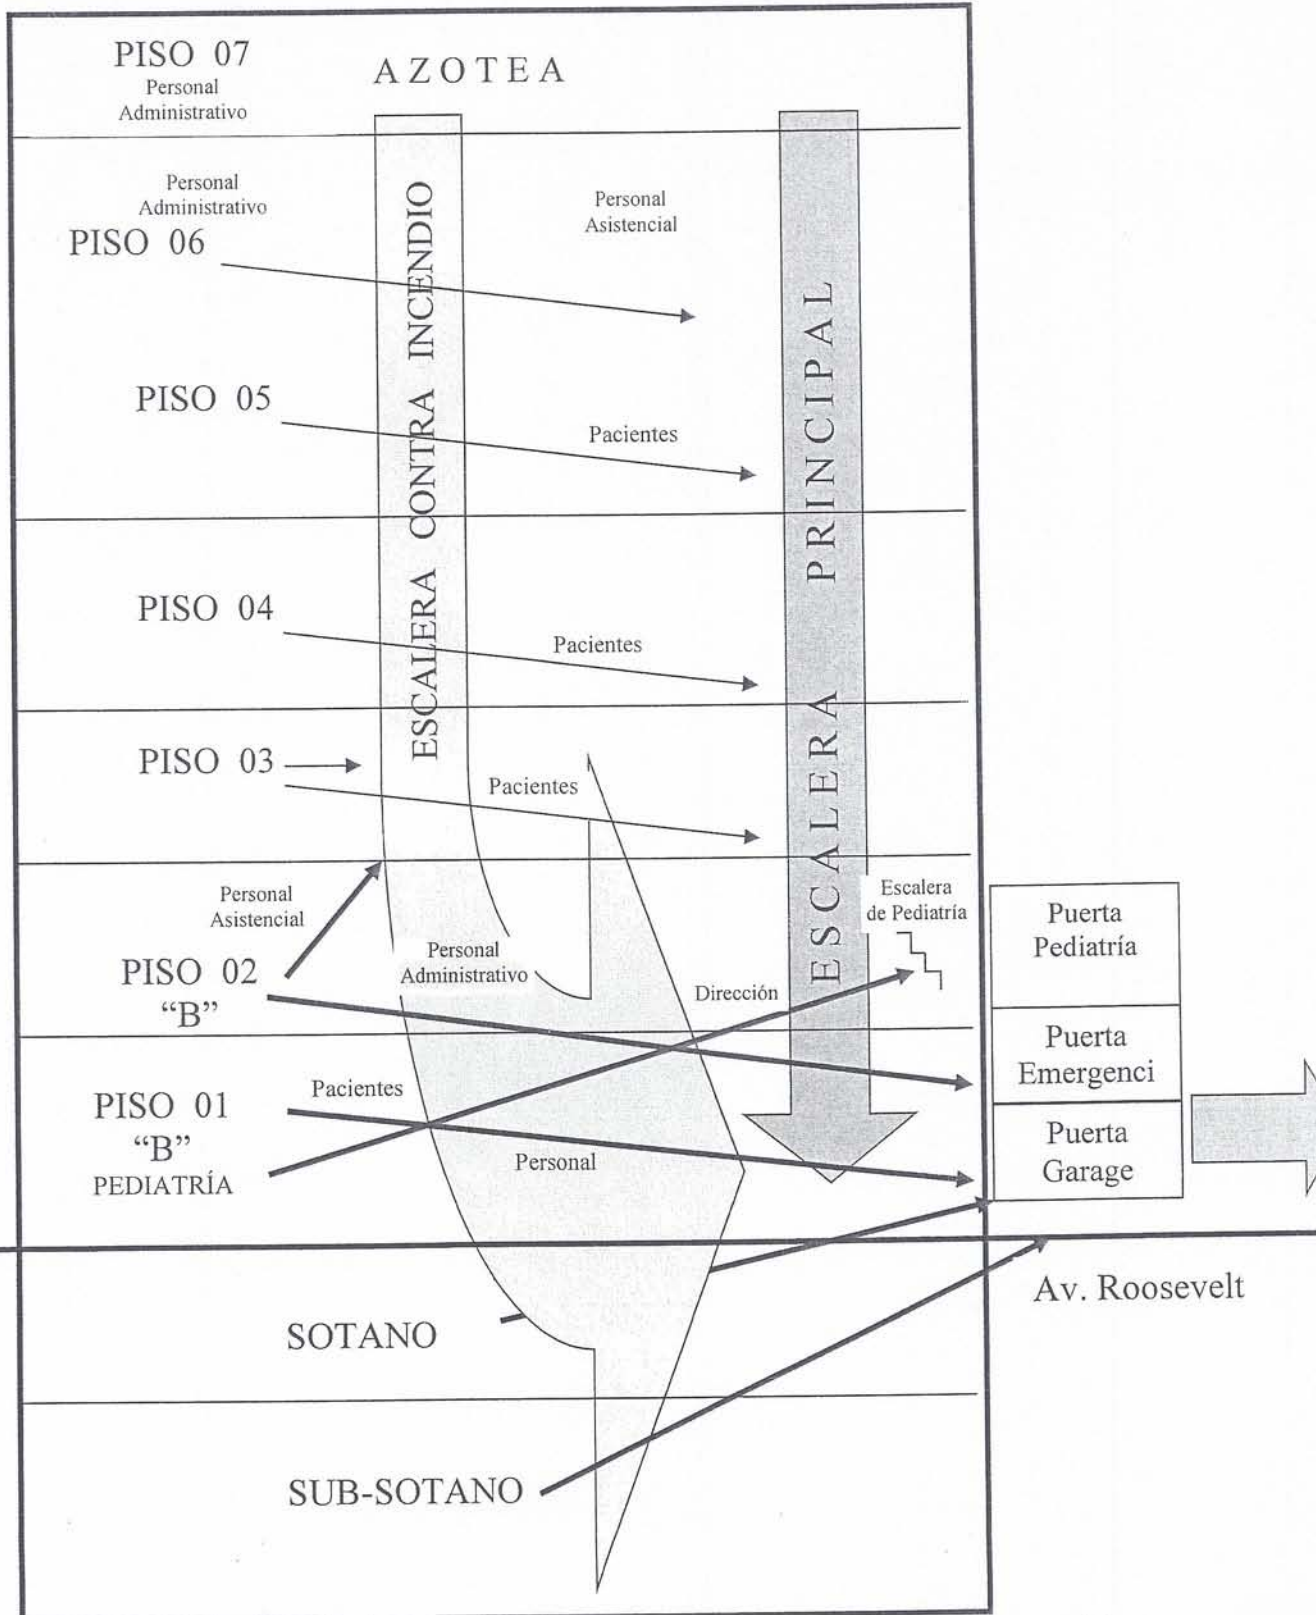 PISO 07
Personal
Administrativo
AZOTEA
Personal
Administrativo
PISO 06
Personal
Asistencial
ESCALERA CONTRA INCENDIO
ESCALERA PRINCIPAL
PISO 05
Pacientes
PISO 04
Pacientes
PISO 03
Pacientes
Personal
Asistencial
PISO 02
“B”
Personal
Administrativo
Dirección
Escalera
de Pediatría
Puerta
Pediatría
Puerta
Emergenci
Puerta
Garage
PISO 01
“B”
PEDIATRÍA
Pacientes
Personal
Av. Roosevelt
SOTANO
SUB-SOTANO